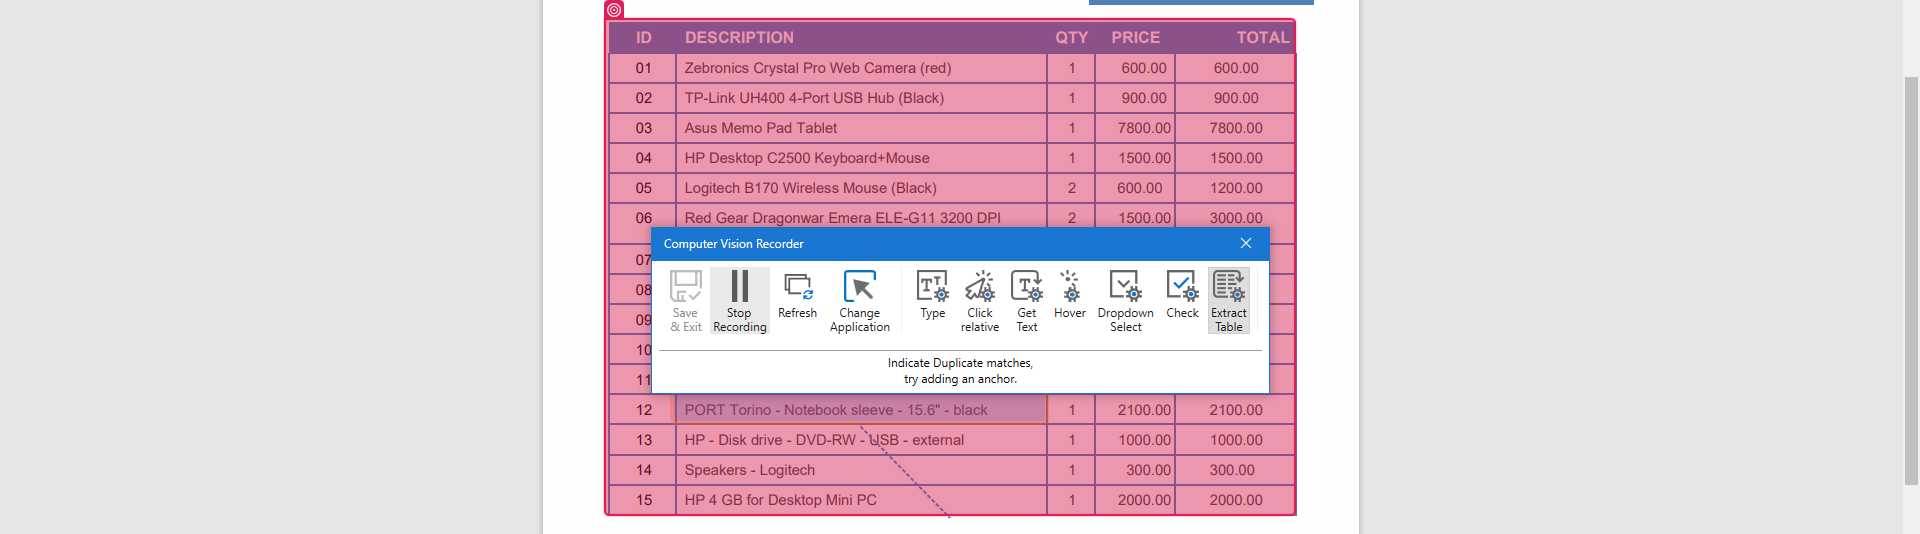 ID DESCRIPTION QTY PRICE TOTAL
01 Zebronics Crystal Pro Web Camera (red) 1 600.00 600.00
02 TP-Link UH400 4-Port USB Hub (Black) 1 900.00 900.00
03 Asus Memo Pad Tablet 1 7800.00 7800.00
04 HP Desktop C2500 Keyboard+Mouse 1 1500.00 1500.00
05 Logitech B170 Wireless Mouse (Black) 2 600.00 1200.00
06 Red Gear Dragonwar Emera ELE-G11 3200 DPI 2 1500.00 3000.00
Computer Vision Recorder
07
08
09
10
11
Save & Exit
Stop Recording
Refresh
Change Application
Type
Click relative
Get Text
Hover
Dropdown Select
Check
Extract Table
Indicate Duplicate matches,
try adding an anchor.
12 PORT Torino - Notebook sleeve - 15.6" - black 1 2100.00 2100.00
13 HP - Disk drive - DVD-RW - USB - external 1 1000.00 1000.00
14 Speakers - Logitech 1 300.00 300.00
15 HP 4 GB for Desktop Mini PC 1 2000.00 2000.00